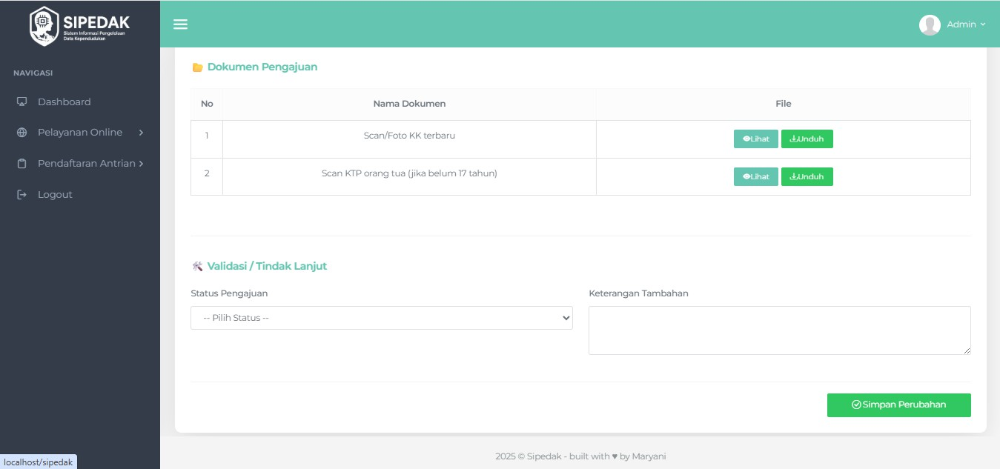 SIPEDAK
Sistem Informasi Pengelolaan
Data Kependudukan
Admin
NAVIGASI
Dashboard
Pelayanan Online
Pendaftaran Antrian
Logout
Dokumen Pengajuan
No Nama Dokumen File
1 Scan/Foto KK terbaru Lihat Unduh
2 Scan KTP orang tua (jika belum 17 tahun) Lihat Unduh
Validasi / Tindak Lanjut
Status Pengajuan Keterangan Tambahan
-- Pilih Status --
Simpan Perubahan
2025 © Sipedak - built with ♥ by Maryani
localhost/sipedak